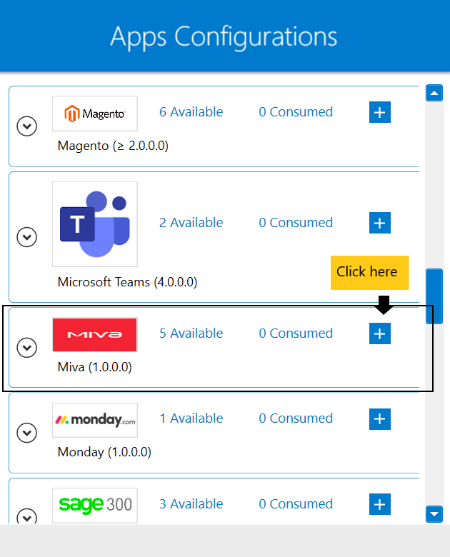 Apps Configurations
Magento 6 Available 0 Consumed
Magento (≥ 2.0.0.0)
T 2 Available 0 Consumed
Microsoft Teams (4.0.0.0)
Click here
MIVA 5 Available 0 Consumed
Miva (1.0.0.0)
monday.com 1 Available 0 Consumed
Monday (1.0.0.0)
sage 300 3 Available 0 Consumed